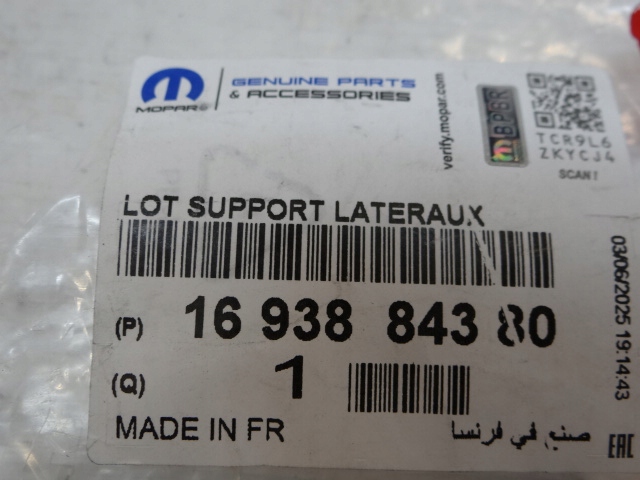 MOPAR®
GENUINE PARTS
& ACCESSORIES
verify.mopar.com
BPBR
TCR9L6
ZKYCJ4
LOT SUPPORT LATERAUX
(P) 16 938 843 80
(Q) 1
MADE IN FR
صنع في فرنسا
03/06/2025 19:14:43
EAC